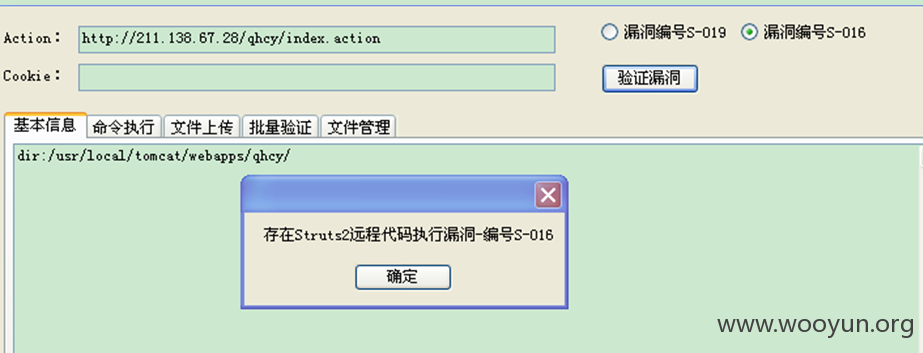 Action： http://211.138.67.28/qhcy/index.action 漏洞编号S-019 漏洞编号S-016
Cookie： 验证漏洞
基本信息 命令执行 文件上传 批量验证 文件管理
dir:/usr/local/tomcat/webapps/qhcy/
存在Struts2远程代码执行漏洞-编号S-016
确定
www.wooyun.org